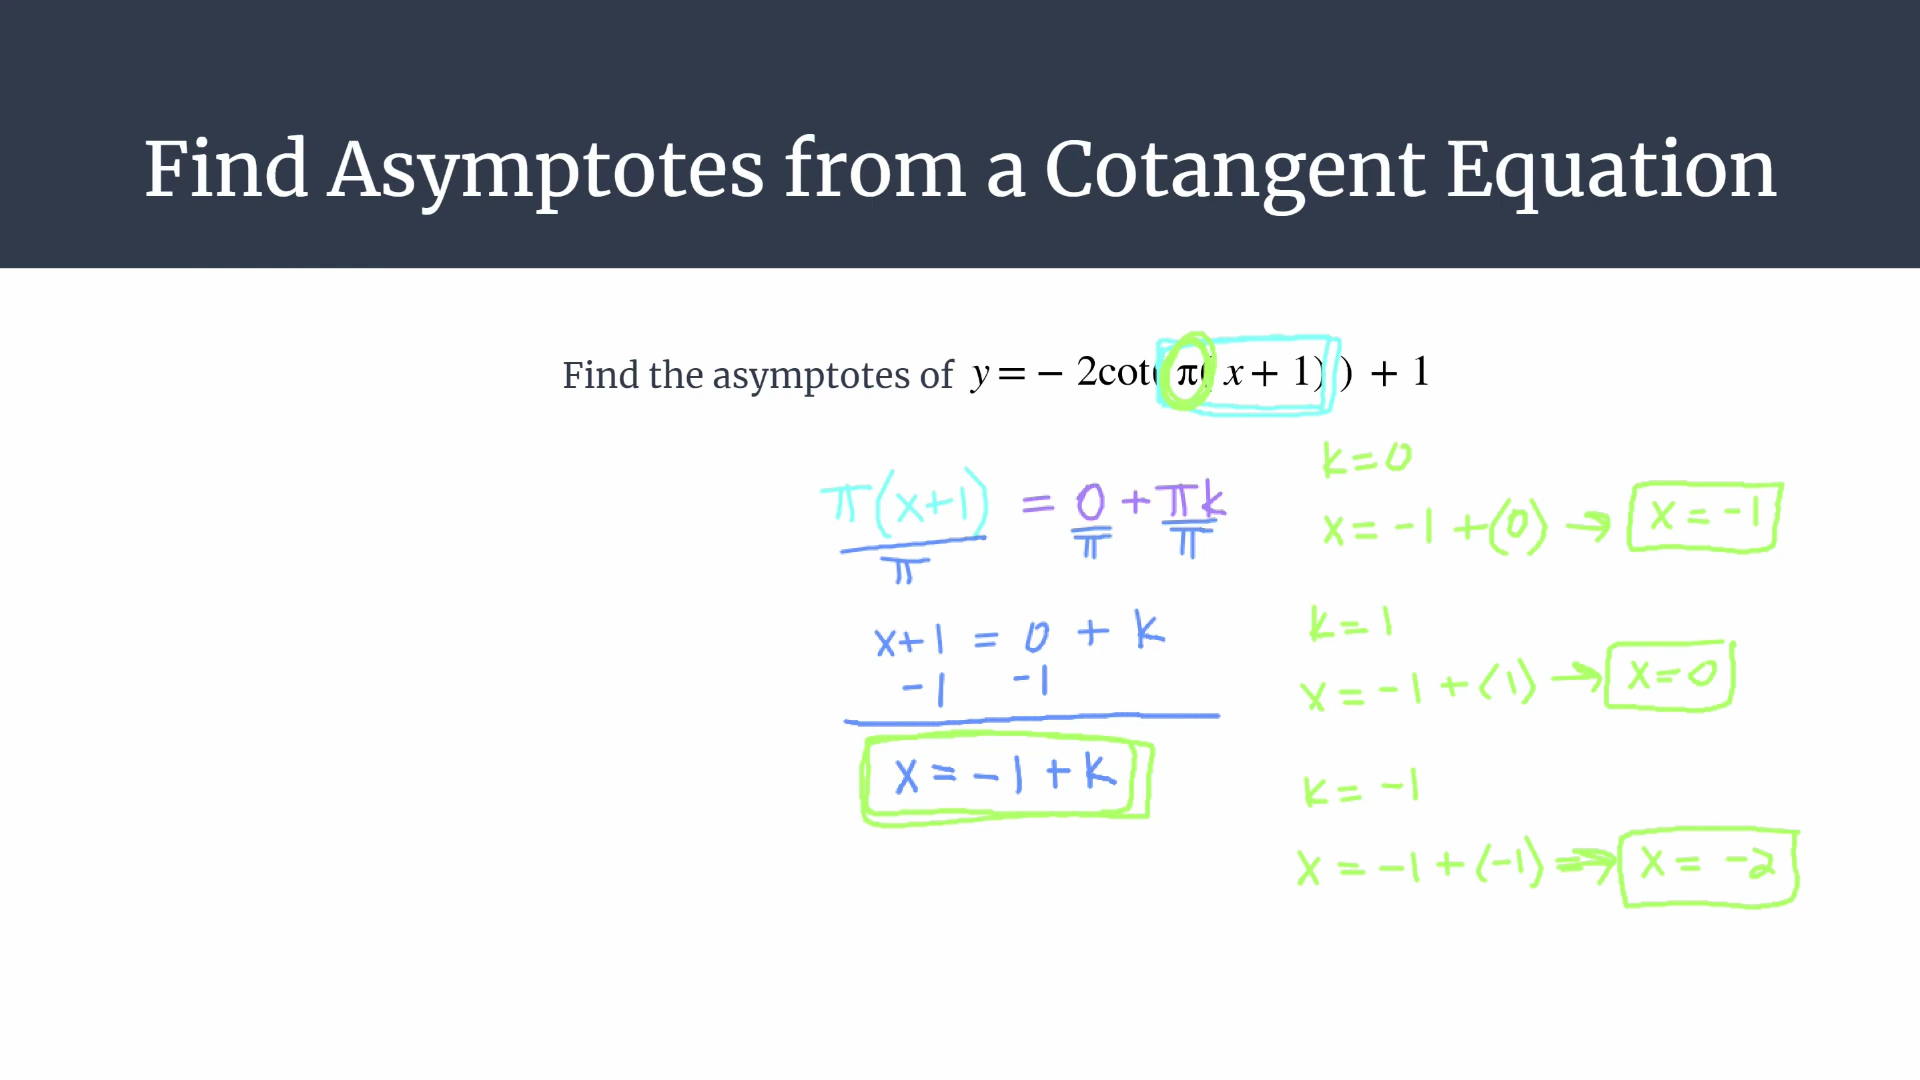 Find Asymptotes from a Cotangent Equation
Find the asymptotes of y = − 2cot( π( x + 1) ) + 1
π(x+1) = 0 + πk
π π π
x+1 = 0 + k
-1 -1
x = -1 + k
k = 0
x = -1 + (0) → x = -1
k = 1
x = -1 + (1) → x = 0
k = -1
x = -1 + (-1) → x = -2